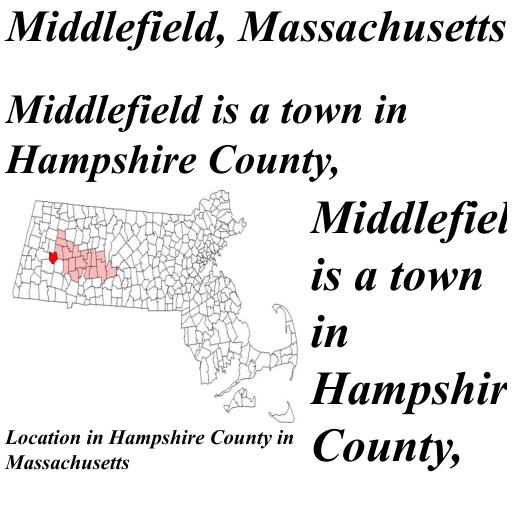 Middlefield, Massachusetts
Middlefield is a town in
Hampshire County,
Middlefiel
is a town
in
Hampshir
County,
Location in Hampshire County in
Massachusetts